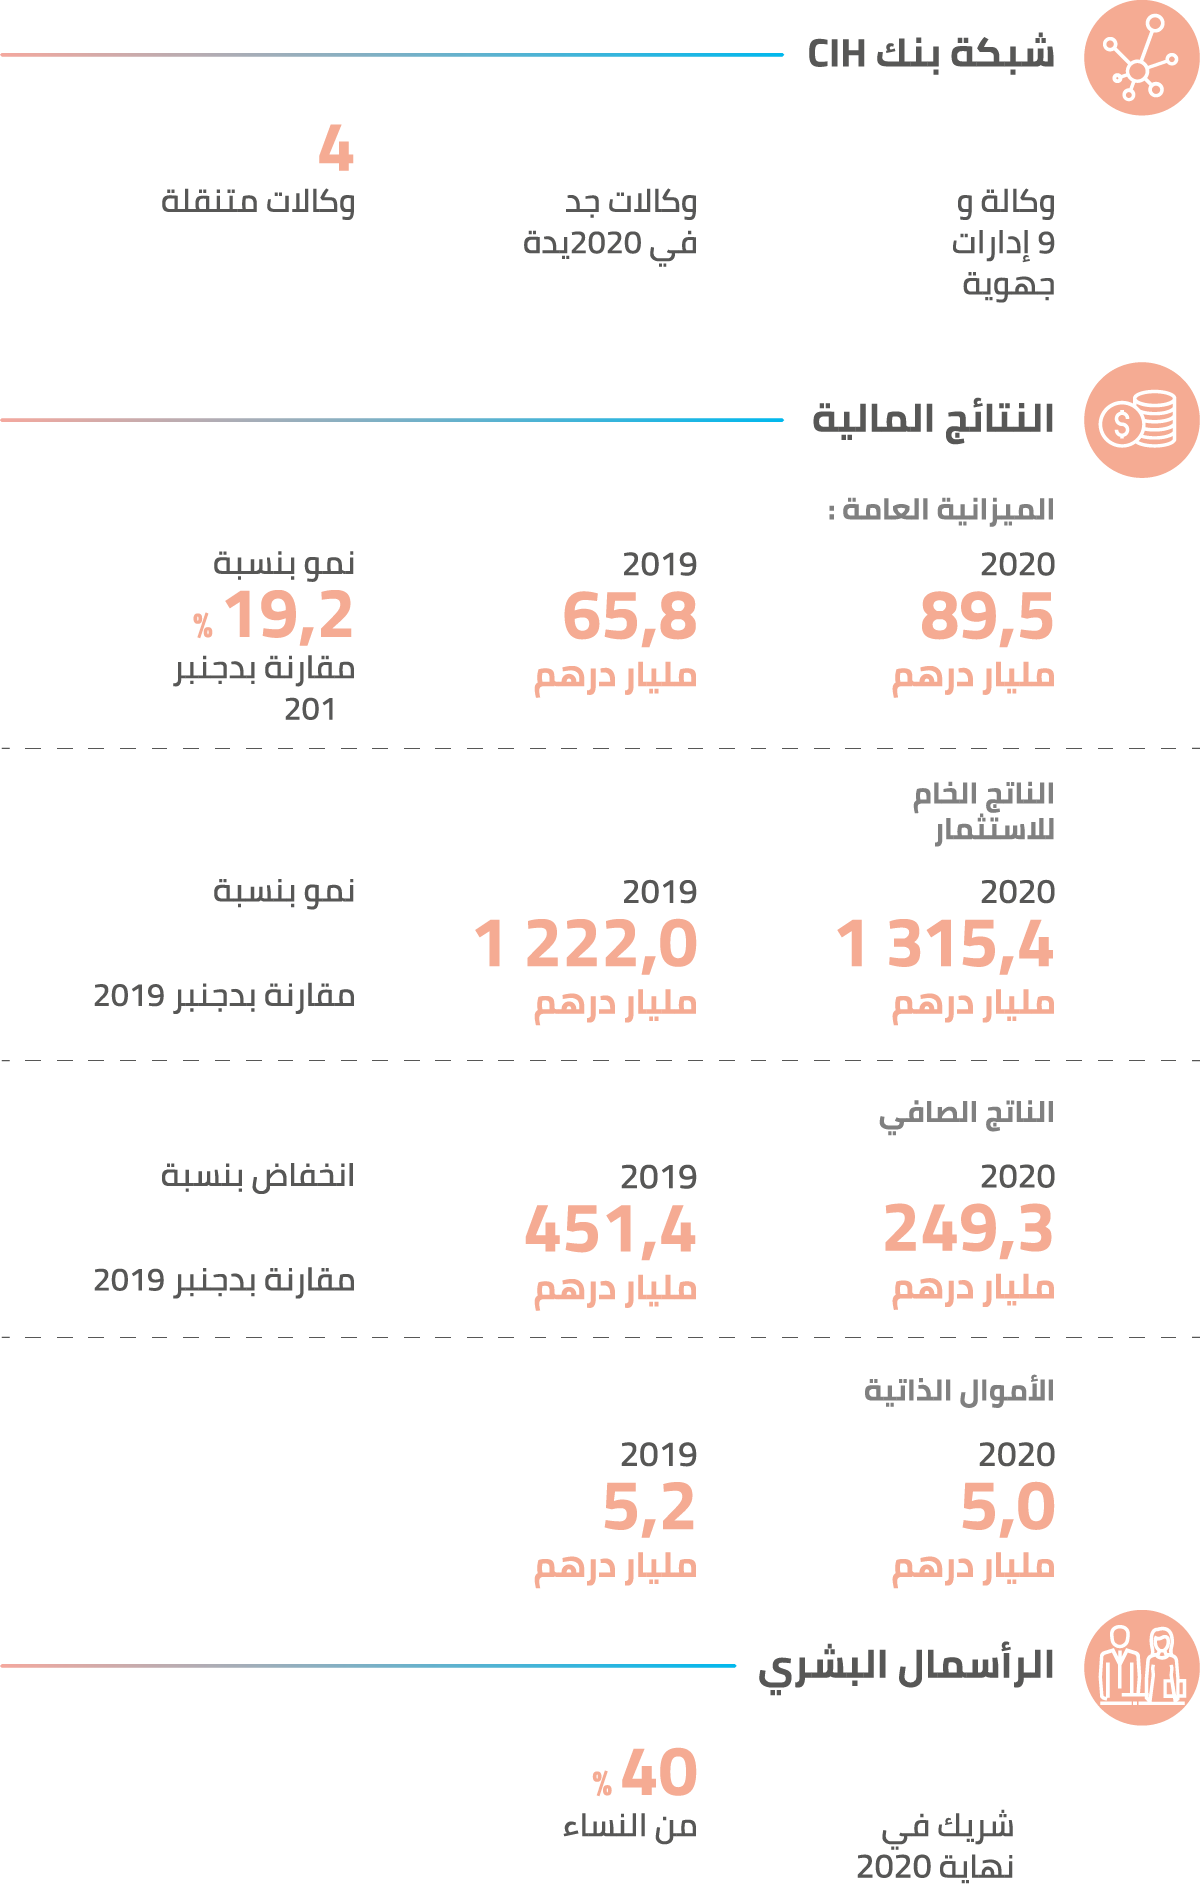 شبكة بنك CIH
وكالة و
9 إدارات
جهوية
وكالات جد
في 2020يدة
4
وكالات متنقلة
النتائج المالية
الميزانية العامة :
2020
89,5
مليار درهم
2019
65,8
مليار درهم
نمو بنسبة
19,2 %
مقارنة بدجنبر
201
الناتج الخام
للاستثمار
2020
1 315,4
مليار درهم
2019
1 222,0
مليار درهم
نمو بنسبة
مقارنة بدجنبر 2019
الناتج الصافي
2020
249,3
مليار درهم
2019
451,4
مليار درهم
انخفاض بنسبة
مقارنة بدجنبر 2019
الأموال الذاتية
2020
5,0
مليار درهم
2019
5,2
مليار درهم
الرأسمال البشري
شريك في
نهاية 2020
40 %
من النساء